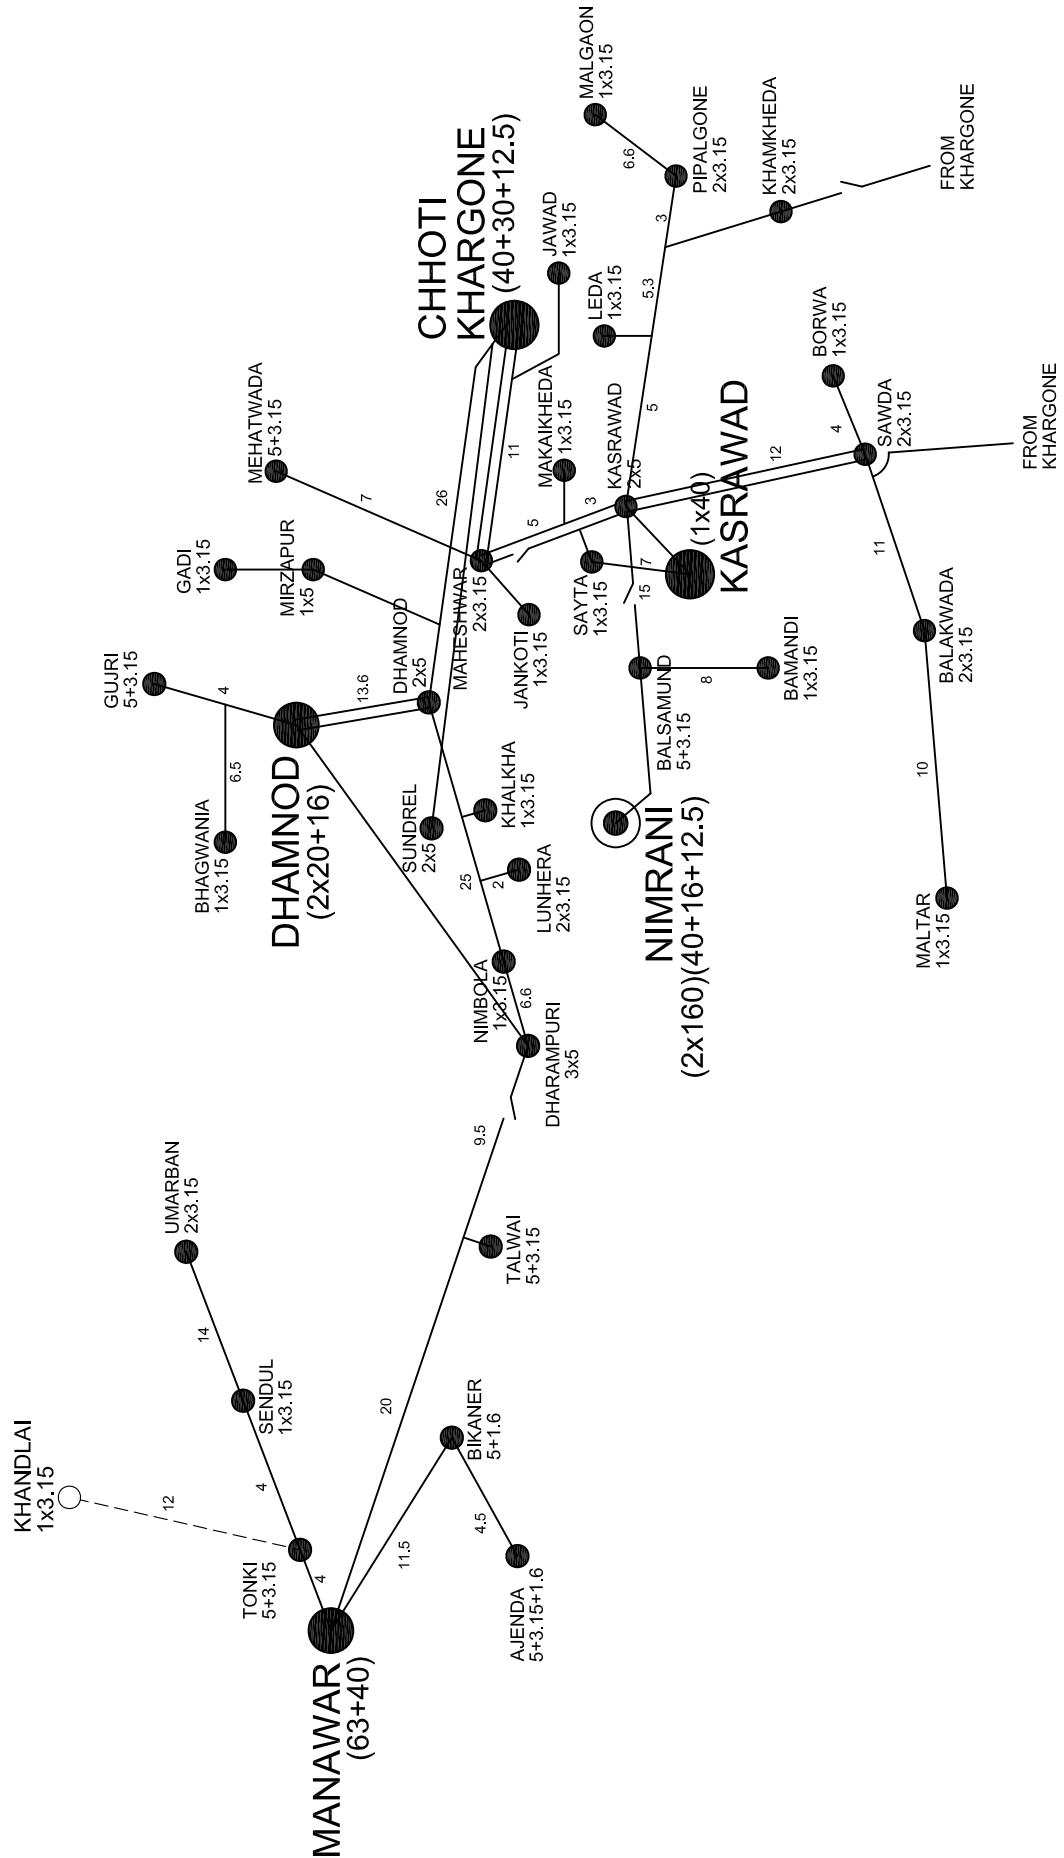 KHANDLAI
1x3.15
12
TONKI
5+3.15
4
4
SENDUL
1x3.15
14
UMARBAN
2x3.15
MANAWAR
(63+40)
11.5
BIKANER
5+1.6
4.5
AJENDA
5+3.15+1.6
20
TALWAI
5+3.15
9.5
DHARAMPURI
3x5
6.6
NIMBOLA
1x3.15
25
2
LUNHERA
2x3.15
KHALKHA
1x3.15
SUNDREL
2x5
DHAMNOD
(2x20+16)
BHAGWANIA
1x3.15
6.5
4
GUJRI
5+3.15
13.6
DHAMNOD
2x5
GADI
1x3.15
MIRZAPUR
1x5
26
MEHATWADA
5+3.15
7
MAHESHWAR
2x3.15
JANKOTI
1x3.15
CHHOTI
KHARGONE
(40+30+12.5)
11
JAWAD
1x3.15
5
MAKAIKHEDA
1x3.15
3
SAYTA
1x3.15
7
KASRAWAD
2x5
(1x40)
KASRAWAD
15
BALSAMUND
5+3.15
8
BAMANDI
1x3.15
NIMRANI
(2x160)(40+16+12.5)
5
LEDA
1x3.15
5.3
3
PIPALGONE
2x3.15
6.6
MALGAON
1x3.15
KHAMKHEDA
2x3.15
FROM
KHARGONE
12
SAWDA
2x3.15
4
BORWA
1x3.15
FROM
KHARGONE
11
BALAKWADA
2x3.15
10
MALTAR
1x3.15